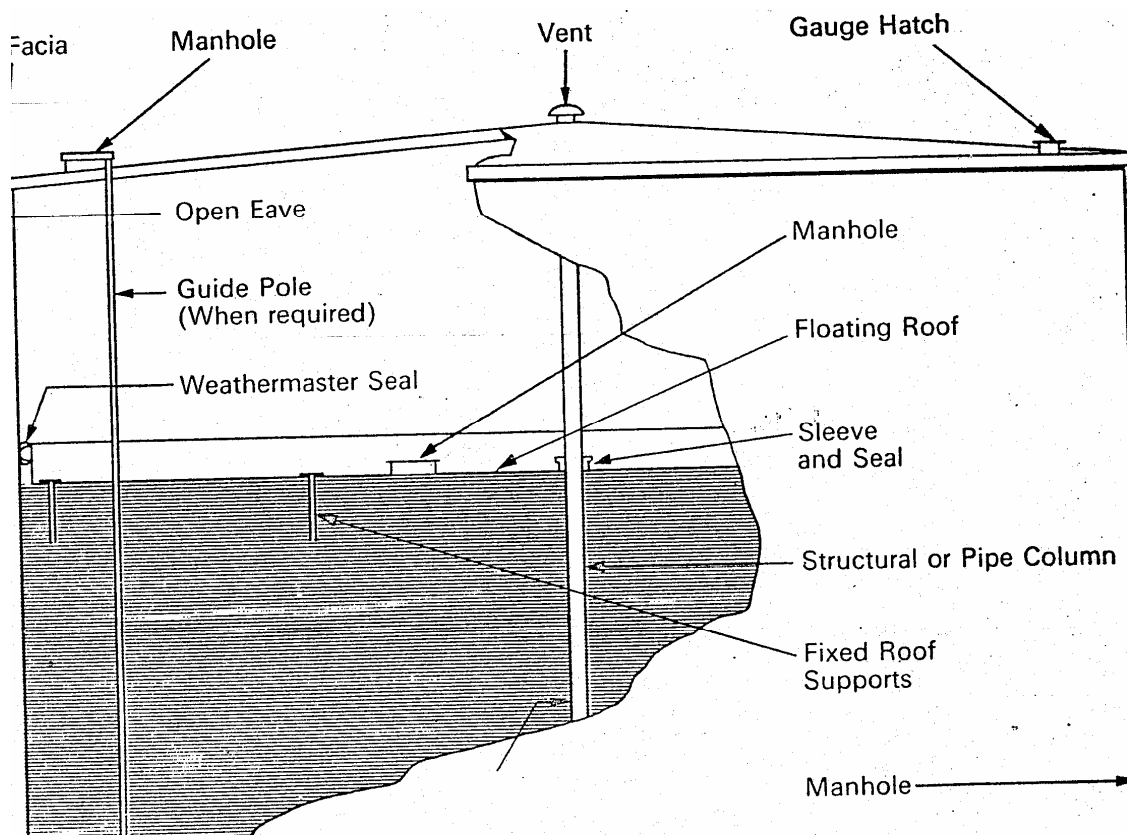 Facia
Manhole
Vent
Gauge Hatch
Open Eave
Manhole
Guide Pole
(When required)
Floating Roof
Weathermaster Seal
Sleeve
and Seal
Structural or Pipe Column
Fixed Roof
Supports
Manhole